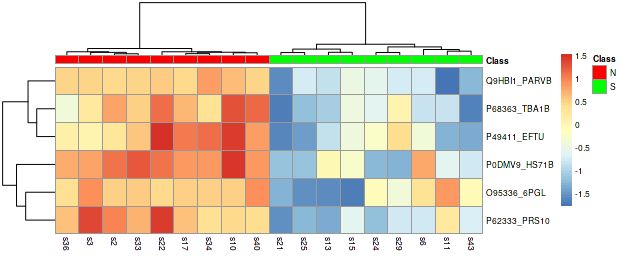 Class
Q9HBI1_PARVB
P68363_TBA1B
P49411_EFTU
P0DMV9_HS71B
O95336_6PGL
P62333_PRS10
s36 s3 s2 s33 s22 s17 s34 s10 s40 s21 s25 s13 s15 s24 s29 s6 s11 s43
1.5
1
0.5
0
-0.5
-1
-1.5
Class
N
S